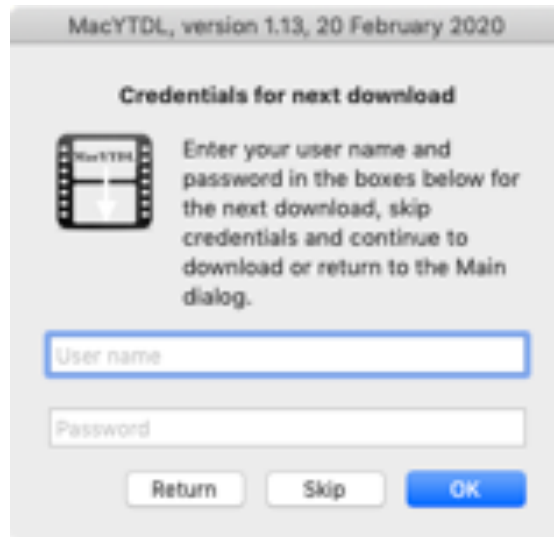 MacYTDL, version 1.13, 20 February 2020
Credentials for next download
MacYTDL
Enter your user name and
password in the boxes below for
the next download, skip
credentials and continue to
download or return to the Main
dialog.
User name
Password
Return Skip OK